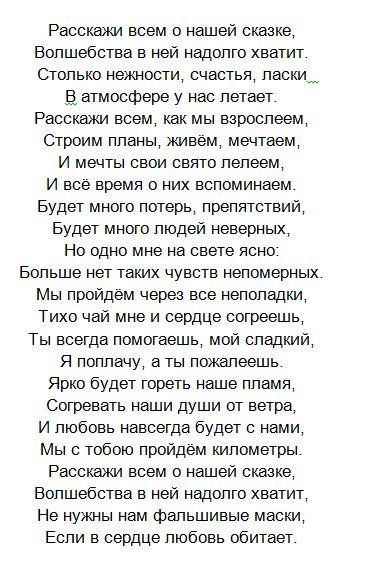 Расскажи всем о нашей сказке,
Волшебства в ней надолго хватит.
Столько нежности, счастья, ласки
В атмосфере у нас летает.
Расскажи всем, как мы взрослеем,
Строим планы, живём, мечтаем,
И мечты свои свято лелеем,
И всё время о них вспоминаем.
Будет много потерь, препятствий,
Будет много людей неверных,
Но одно мне на свете ясно:
Больше нет таких чувств непомерных.
Мы пройдём через все неполадки,
Тихо чай мне и сердце согреешь,
Ты всегда помогаешь, мой сладкий,
Я поплачу, а ты пожалеешь.
Ярко будет гореть наше пламя,
Согревать наши души от ветра,
И любовь навсегда будет с нами,
Мы с тобою пройдём километры.
Расскажи всем о нашей сказке,
Волшебства в ней надолго хватит,
Не нужны нам фальшивые маски,
Если в сердце любовь обитает.